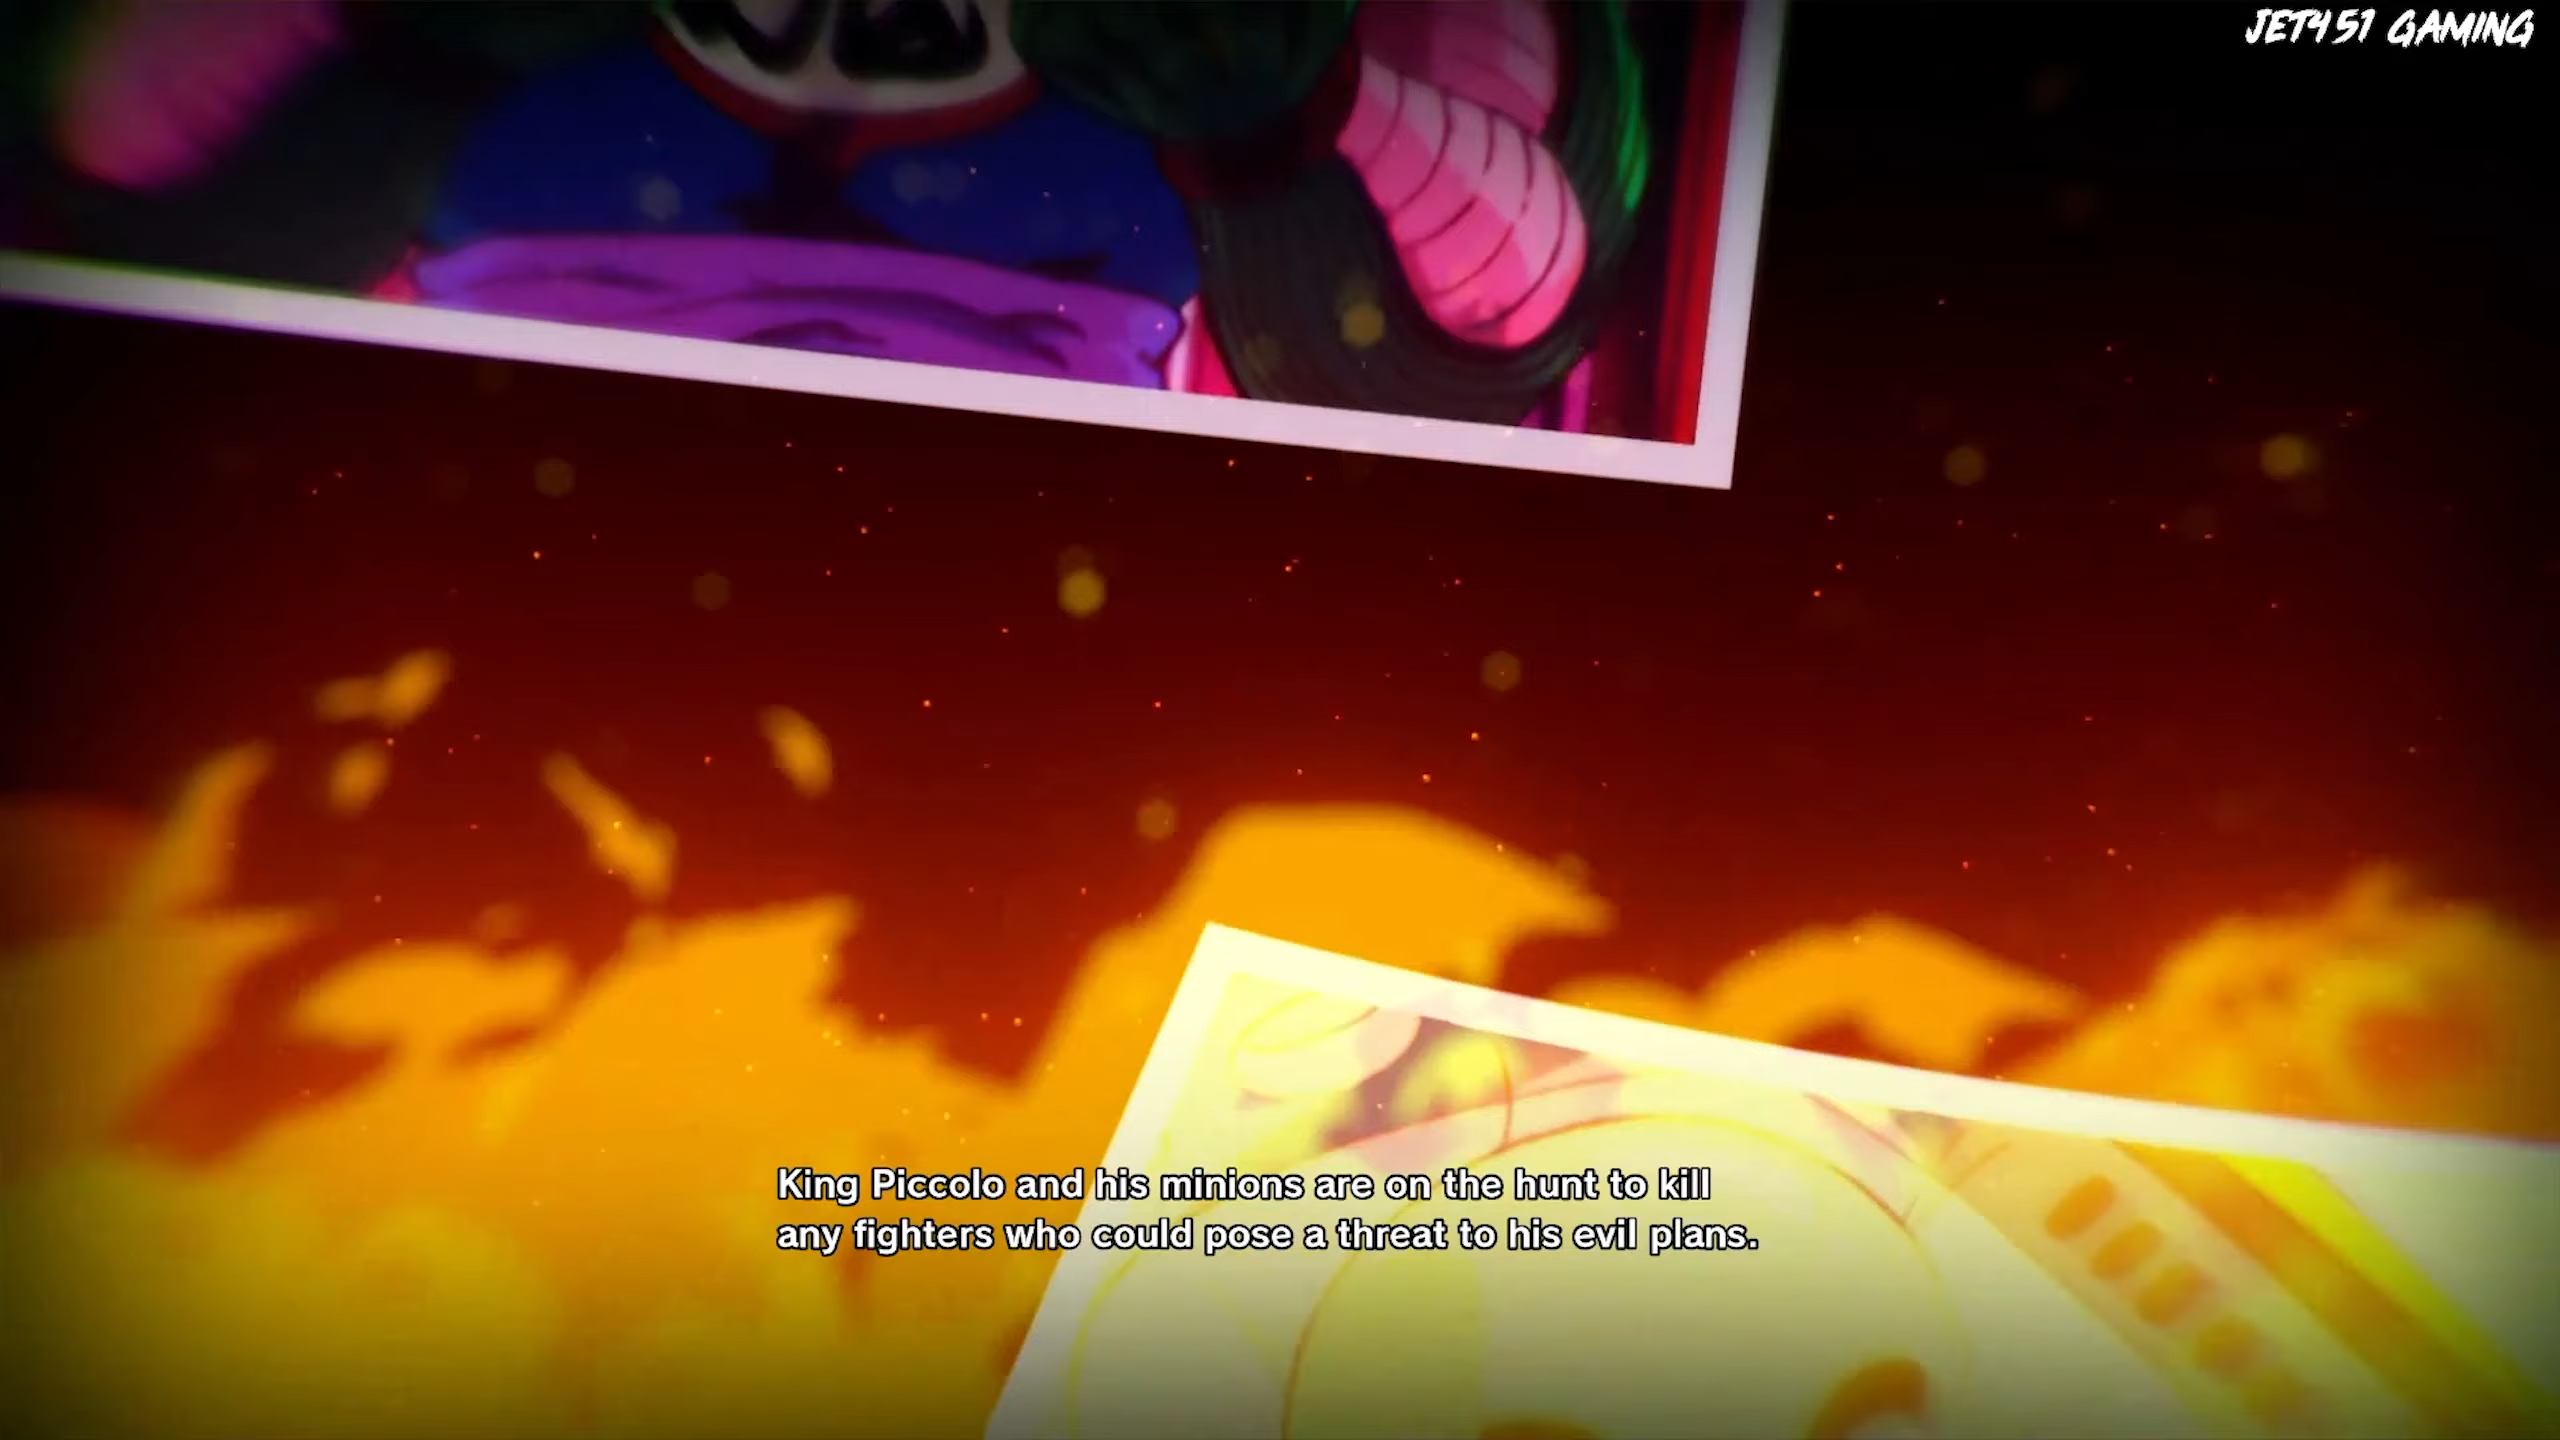 JET451 GAMING
King Piccolo and his minions are on the hunt to kill
any fighters who could pose a threat to his evil plans.